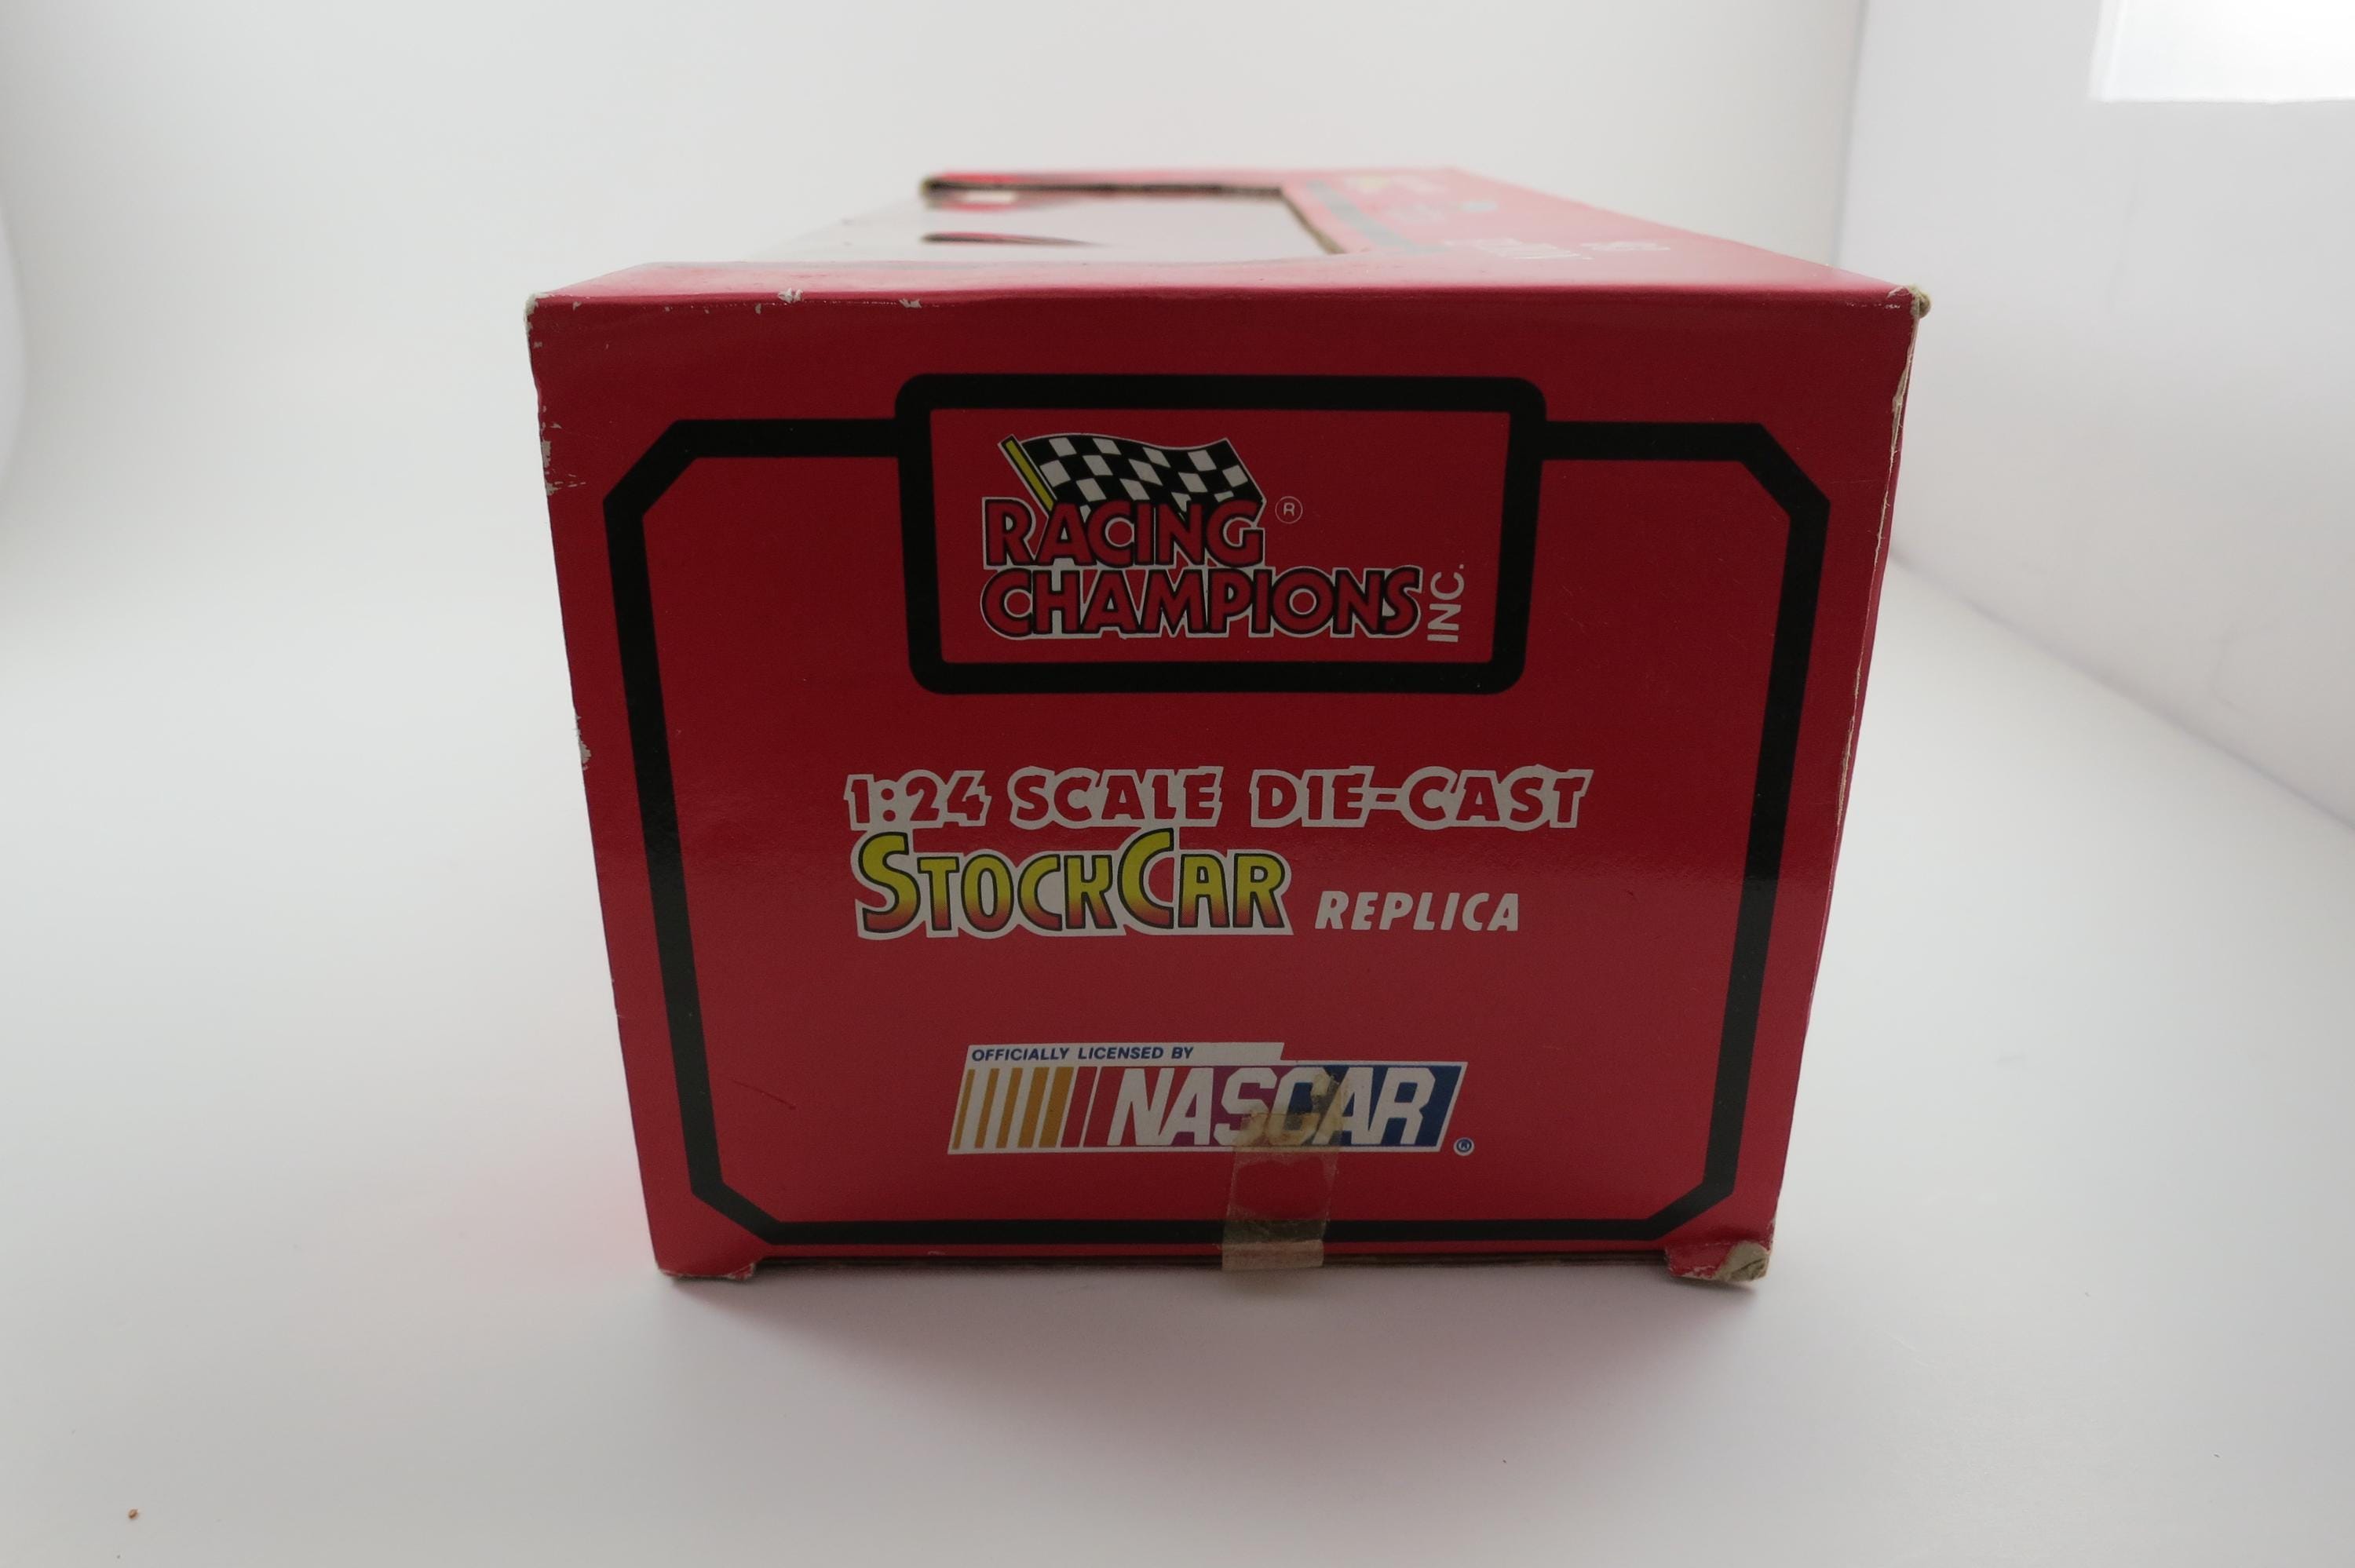 RACING ®
CHAMPIONS INC.
1:24 SCALE DIE-CAST
STOCKCAR REPLICA
OFFICIALLY LICENSED BY
NASCAR ®